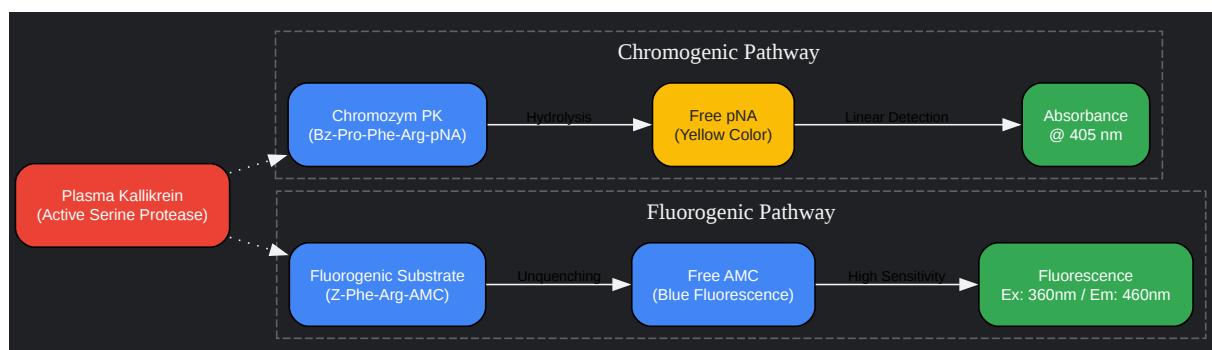 Chromogenic Pathway
Chromozym PK
(Bz-Pro-Phe-Arg-pNA)
Hydrolysis
Free pNA
(Yellow Color)
Linear Detection
Absorbance
@ 405 nm
Plasma Kallikrein
(Active Serine Protease)
Fluorogenic Pathway
Fluorogenic Substrate
(Z-Phe-Arg-AMC)
Unquenching
Free AMC
(Blue Fluorescence)
High Sensitivity
Fluorescence
Ex: 360nm / Em: 460nm